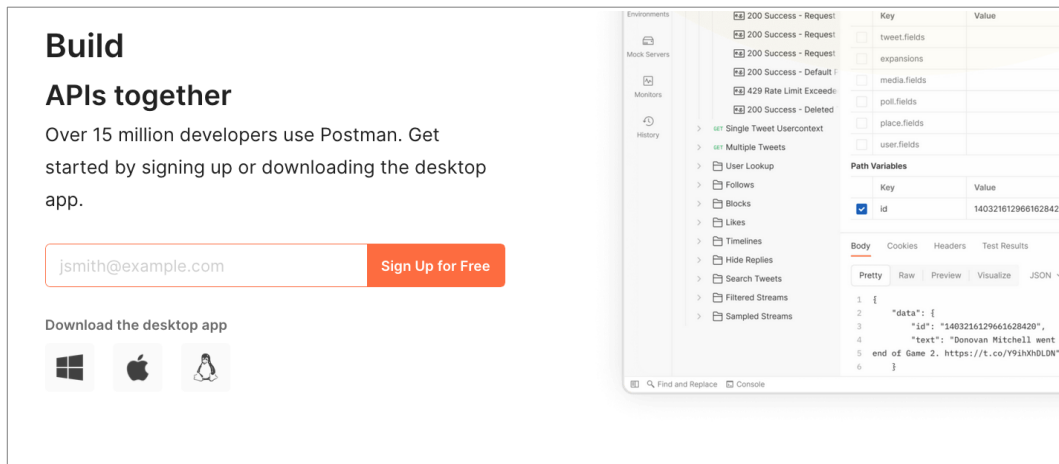 Build
APIs together
Over 15 million developers use Postman. Get
started by signing up or downloading the desktop
app.
jsmith@example.com
Sign Up for Free
Download the desktop app
Environments
Mock Servers
Monitors
History
200 Success - Request
200 Success - Request
200 Success - Request
200 Success - Default
429 Rate Limit Exceede
200 Success - Deleted
GET Single Tweet Usercontext
GET Multiple Tweets
User Lookup
Follows
Blocks
Likes
Timelines
Hide Replies
Search Tweets
Filtered Streams
Sampled Streams
Key Value
tweet.fields
expansions
media.fields
poll.fields
place.fields
user.fields
Path Variables
Key Value
id 140321612966162842
Body Cookies Headers Test Results
Pretty Raw Preview Visualize JSON
1 {
2 "data": {
3 "id": "1403216129661628420",
4 "text": "Donovan Mitchell went
5 end of Game 2. https://t.co/Y9ihXhDLDN"
6 }
Find and Replace Console